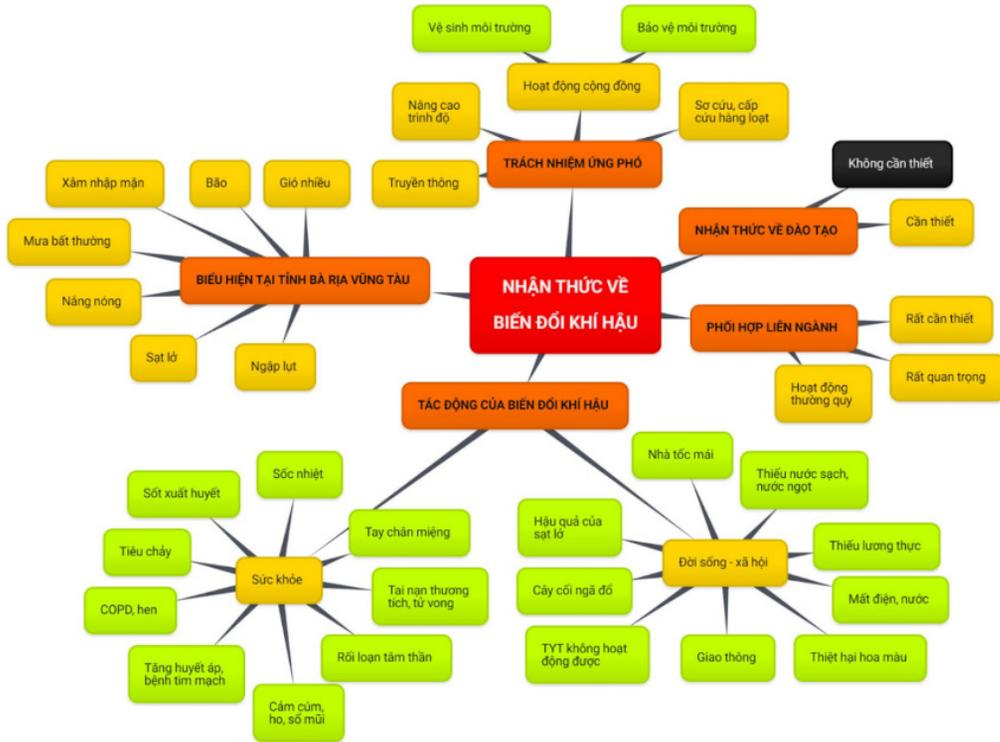 Vệ sinh môi trường
Bảo vệ môi trường
Hoạt động cộng đồng
Nâng cao
trình độ
Sơ cứu, cấp
cứu hàng loạt
TRÁCH NHIỆM ỨNG PHÓ
Truyền thông
Không cần thiết
NHẬN THỨC VỀ ĐÀO TẠO
Cần thiết
Xâm nhập mặn
Bão
Gió nhiều
Mưa bất thường
BIỂU HIỆN TẠI TỈNH BÀ RỊA VŨNG TÀU
Nắng nóng
Sạt lở
Ngập lụt
NHẬN THỨC VỀ
BIẾN ĐỔI KHÍ HẬU
PHỐI HỢP LIÊN NGÀNH
Rất cần thiết
Rất quan trọng
Hoạt động
thường quy
TÁC ĐỘNG CỦA BIẾN ĐỔI KHÍ HẬU
Sốc nhiệt
Sốt xuất huyết
Tay chân miệng
Tiêu chảy
Sức khỏe
Tai nạn thương
tích, tử vong
COPD, hen
Rối loạn tâm thần
Tăng huyết áp,
bệnh tim mạch
Cảm cúm,
ho, sổ mũi
Nhà tốc mái
Thiếu nước sạch,
nước ngọt
Hậu quả của
sạt lở
Thiếu lương thực
Đời sống - xã hội
Cây cối ngã đổ
Mất điện, nước
TYT không hoạt
động được
Giao thông
Thiệt hại hoa màu